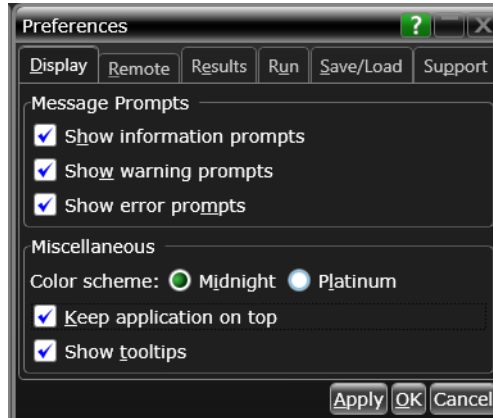 Preferences ?
Display Remote Results Run Save/Load Support
Message Prompts
Show information prompts
Show warning prompts
Show error prompts
Miscellaneous
Color scheme: Midnight Platinum
Keep application on top
Show tooltips
Apply OK Cancel